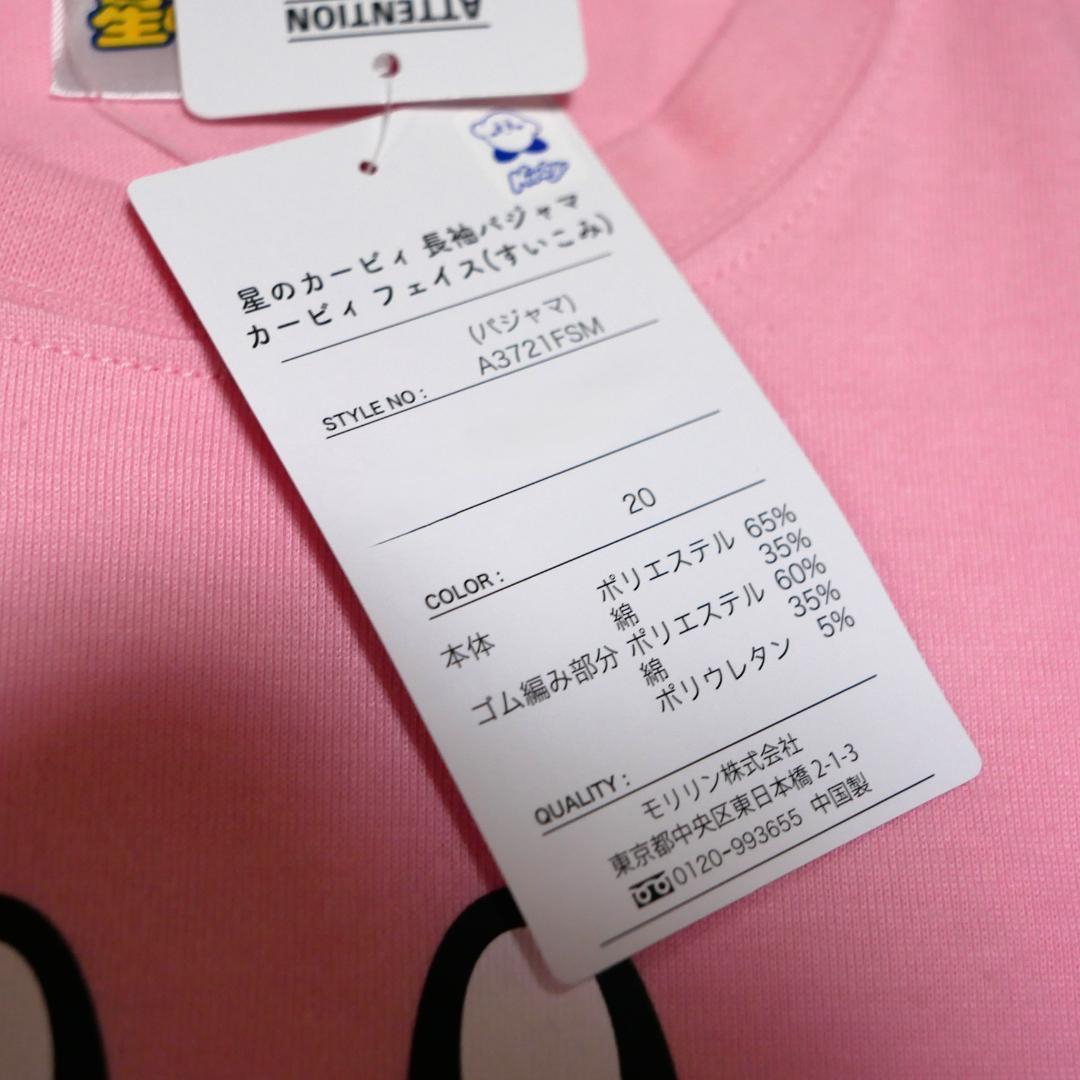 ATTENTION
Kirby
星のカービィ 長袖パジャマ
カービィ フェイス(すいこみ)
(パジャマ)
A3721FSM
STYLE NO :
20
COLOR :
本体 ポリエステル 65%
綿 35%
ゴム編み部分 ポリエステル 60%
綿 35%
ポリウレタン 5%
QUALITY :
モリリン株式会社
東京都中央区東日本橋2-1-3
0120-993655 中国製